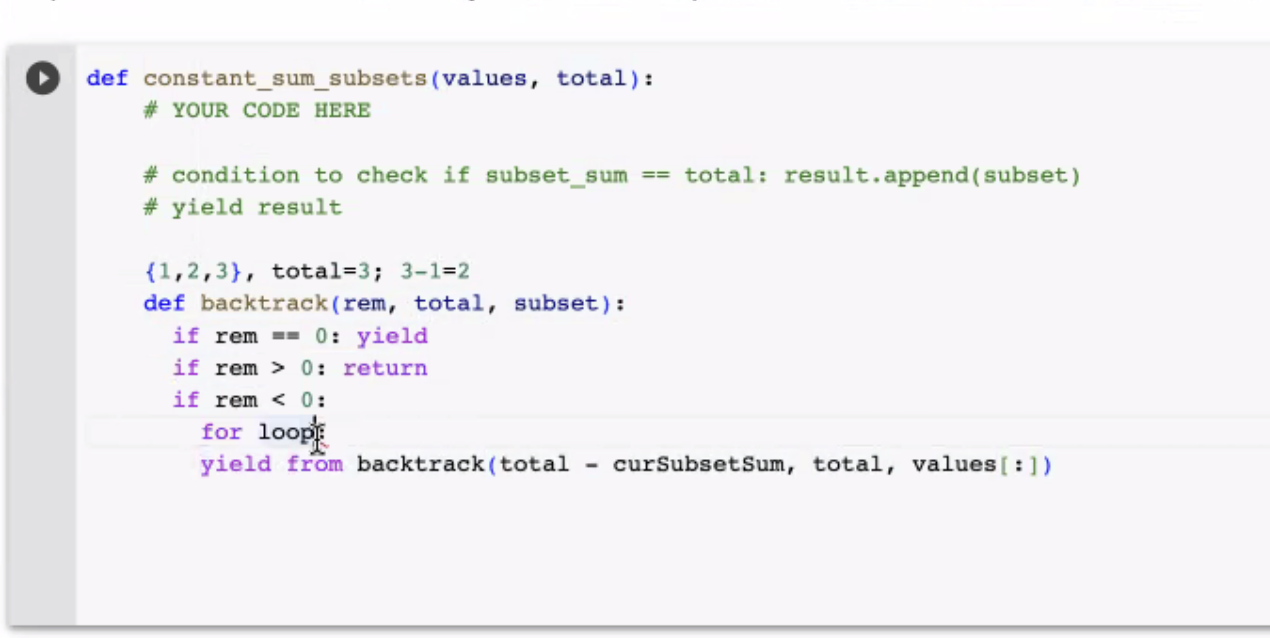 def constant_sum_subsets(values, total):
# YOUR CODE HERE
# condition to check if subset_sum == total: result.append(subset)
# yield result
{1,2,3}, total=3; 3-1=2
def backtrack(rem, total, subset):
if rem == 0: yield
if rem > 0: return
if rem < 0:
for loop:
yield from backtrack(total - curSubsetSum, total, values[:])